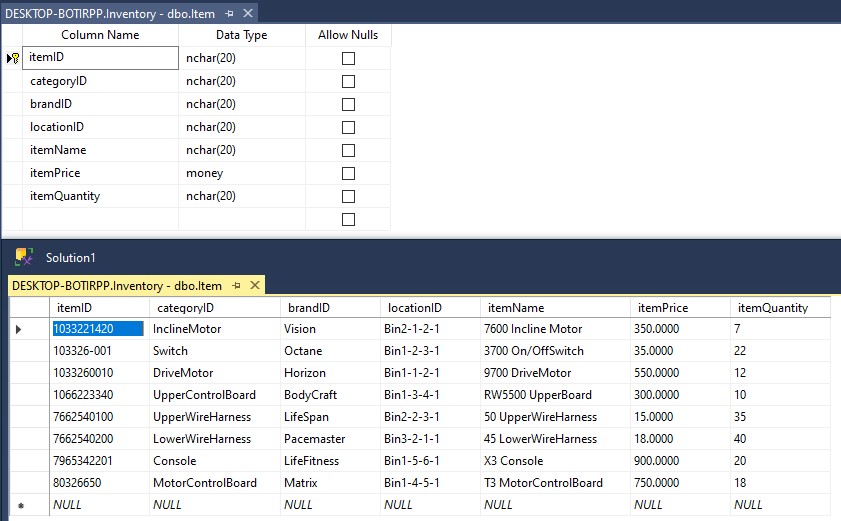 DESKTOP-BOTIRPP.Inventory - dbo.Item
Column Name Data Type Allow Nulls
itemID nchar(20)
categoryID nchar(20)
brandID nchar(20)
locationID nchar(20)
itemName nchar(20)
itemPrice money
itemQuantity nchar(20)
Solution1
DESKTOP-BOTIRPP.Inventory - dbo.Item
itemID categoryID brandID locationID itemName itemPrice itemQuantity
1033221420 InclineMotor Vision Bin2-1-2-1 7600 Incline Motor 350.0000 7
103326-001 Switch Octane Bin1-2-3-1 3700 On/OffSwitch 35.0000 22
1033260010 DriveMotor Horizon Bin1-1-2-1 9700 DriveMotor 550.0000 12
1066223340 UpperControlBoard BodyCraft Bin1-3-4-1 RW5500 UpperBoard 300.0000 10
7662540100 UpperWireHarness LifeSpan Bin2-2-3-1 50 UpperWireHarness 15.0000 35
7662540200 LowerWireHarness Pacemaster Bin3-2-1-1 45 LowerWireHarness 18.0000 40
7965342201 Console LifeFitness Bin1-5-6-1 X3 Console 900.0000 20
80326650 MotorControlBoard Matrix Bin1-4-5-1 T3 MotorControlBoard 750.0000 18
NULL NULL NULL NULL NULL NULL NULL